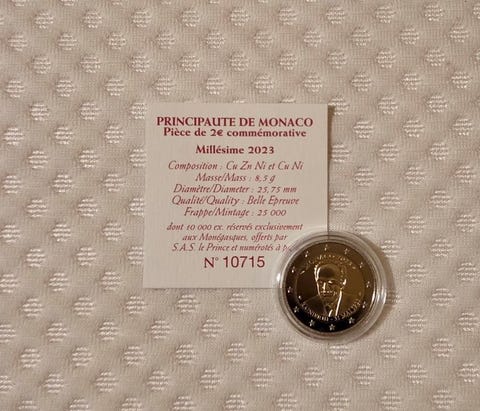 PRINCIPAUTE DE MONACO
Pièce de 2€ commémorative
Millésime 2023
Composition : Cu Zn Ni et Cu Ni
Masse/Mass : 8,5 g
Diamètre/Diameter : 25,75 mm
Qualité/Quality : Belle Epreuve
Frappe/Mintage : 25 000
dont 10 000 ex. réservés exclusivement
aux Monégasques, offerts par
S.A.S. le Prince et numérotés à
N° 10715